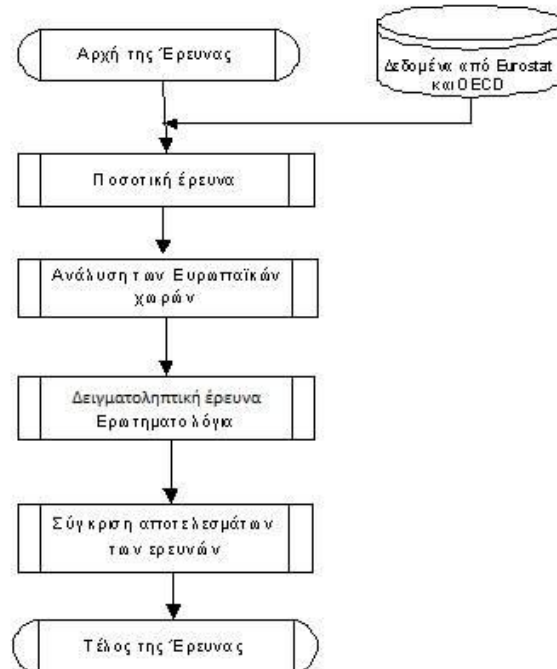 Αρχή της Έρευνας
Δεδομένα από Eurostat
και OECD
Ποσοτική έρευνα
Ανάλυση των Ευρωπαϊκών
χωρών
Δειγματοληπτική έρευνα
Ερωτηματολόγια
Σύγκριση αποτελεσμάτων
των ερευνών
Τέλος της Έρευνας